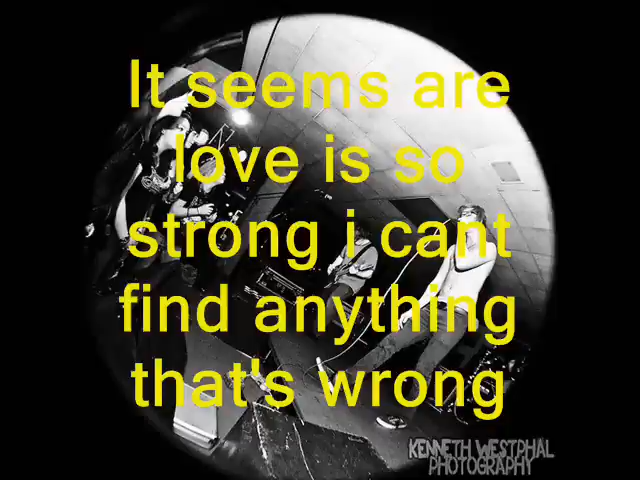 It seems are
love is so
strong i cant
find anything
that's wrong
KENNETH WESTPHAL
PHOTOGRAPHY